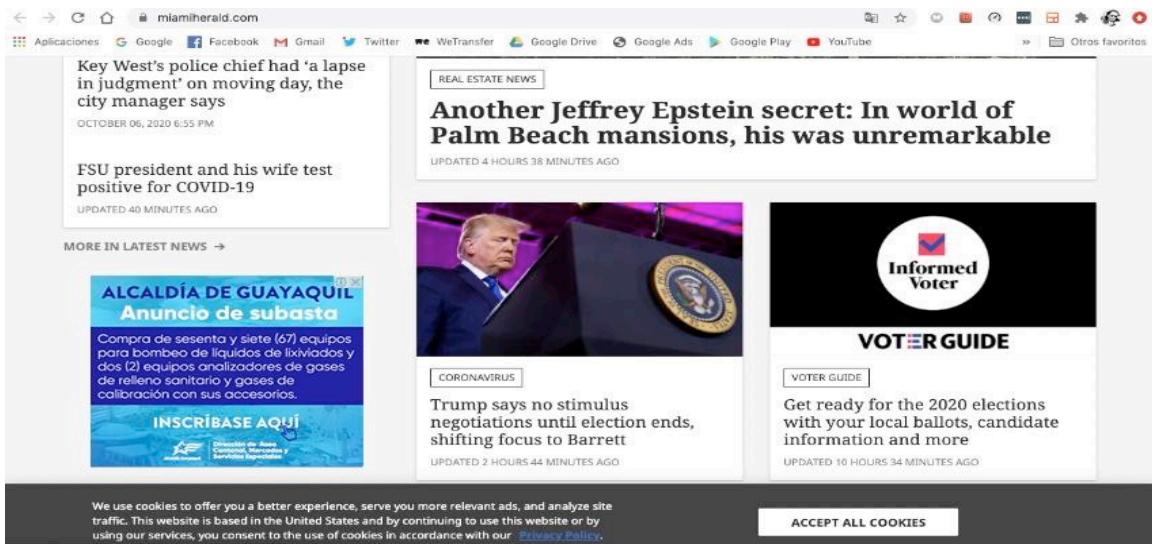 miamiherald.com
Aplicaciones Google Facebook Gmail Twitter we WeTransfer Google Drive Google Ads Google Play YouTube » Otros favoritos
Key West's police chief had 'a lapse
in judgment' on moving day, the
city manager says
OCTOBER 06, 2020 6:55 PM
FSU president and his wife test
positive for COVID-19
UPDATED 40 MINUTES AGO
MORE IN LATEST NEWS →
ALCALDÍA DE GUAYAQUIL
Anuncio de subasta
Compra de sesenta y siete (67) equipos
para bombeo de líquidos de lixiviados y
dos (2) equipos analizadores de gases
de relleno sanitario y gases de
calibración con sus accesorios.
INSCRÍBASE AQUÍ
Dirección de Aseo
Cantonal, Mercados y
Servicios Especiales
REAL ESTATE NEWS
Another Jeffrey Epstein secret: In world of
Palm Beach mansions, his was unremarkable
UPDATED 4 HOURS 38 MINUTES AGO
CORONAVIRUS
Trump says no stimulus
negotiations until election ends,
shifting focus to Barrett
UPDATED 2 HOURS 44 MINUTES AGO
Informed
Voter
VOTER GUIDE
VOTER GUIDE
Get ready for the 2020 elections
with your local ballots, candidate
information and more
UPDATED 10 HOURS 34 MINUTES AGO
We use cookies to offer you a better experience, serve you more relevant ads, and analyze site
traffic. This website is based in the United States and by continuing to use this website or by
using our services, you consent to the use of cookies in accordance with our Privacy Policy.
ACCEPT ALL COOKIES